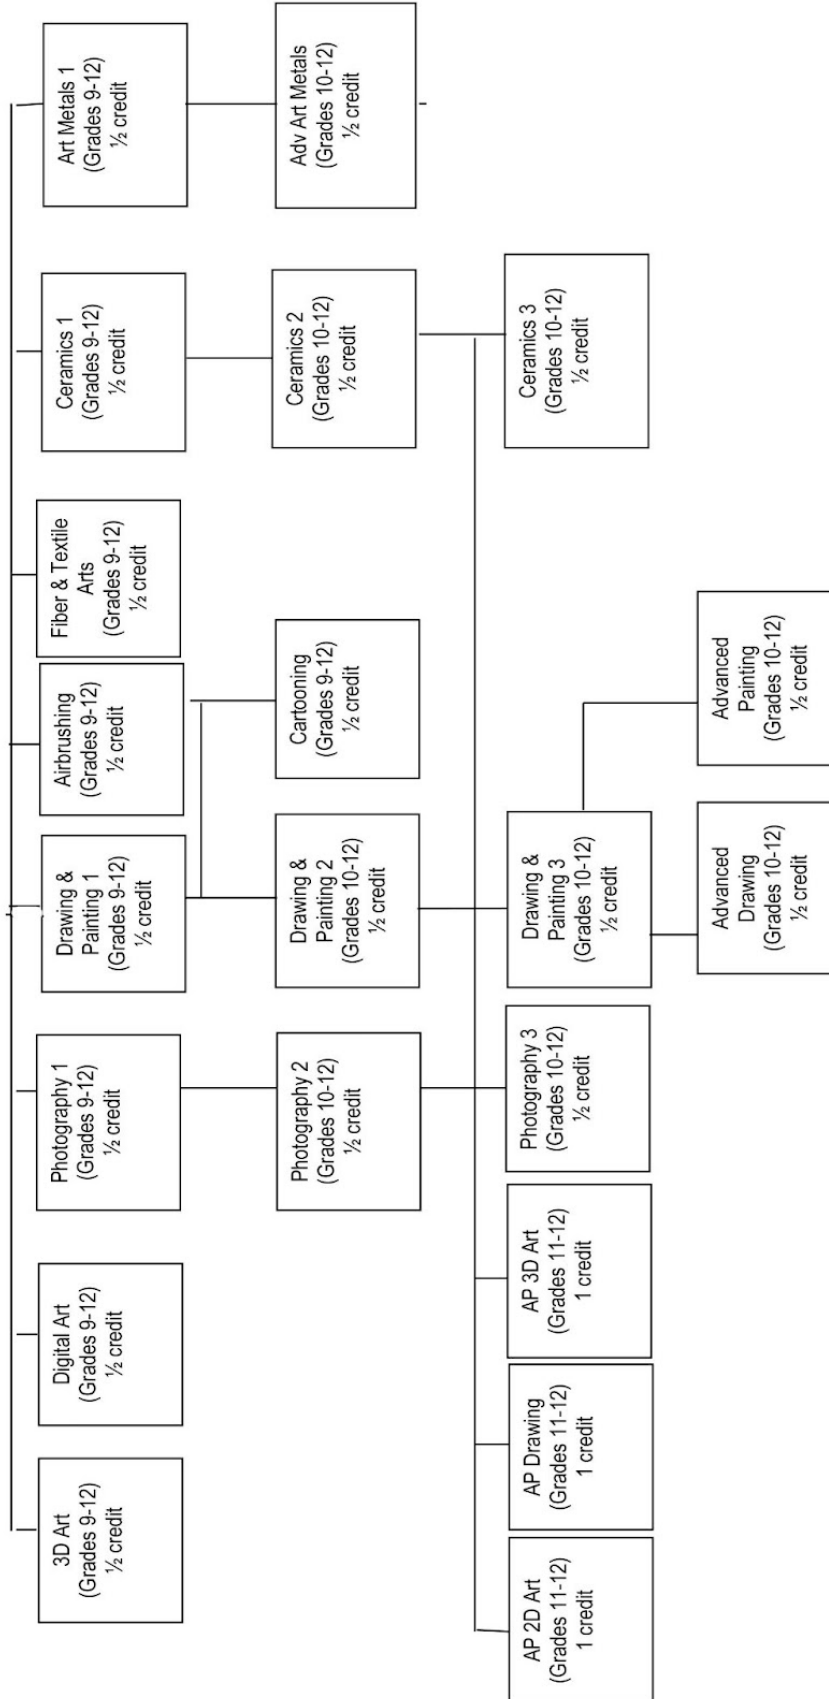 3D Art
(Grades 9-12)
½ credit
Digital Art
(Grades 9-12)
½ credit
Photography 1
(Grades 9-12)
½ credit
Drawing &
Painting 1
(Grades 9-12)
½ credit
Airbrushing
(Grades 9-12)
½ credit
Fiber & Textile
Arts
(Grades 9-12)
½ credit
Ceramics 1
(Grades 9-12)
½ credit
Art Metals 1
(Grades 9-12)
½ credit
Photography 2
(Grades 10-12)
½ credit
Drawing &
Painting 2
(Grades 10-12)
½ credit
Cartooning
(Grades 9-12)
½ credit
Ceramics 2
(Grades 10-12)
½ credit
Adv Art Metals
(Grades 10-12)
½ credit
AP 2D Art
(Grades 11-12)
1 credit
AP Drawing
(Grades 11-12)
1 credit
AP 3D Art
(Grades 11-12)
1 credit
Photography 3
(Grades 10-12)
½ credit
Drawing &
Painting 3
(Grades 10-12)
½ credit
Ceramics 3
(Grades 10-12)
½ credit
Advanced
Drawing
(Grades 10-12)
½ credit
Advanced
Painting
(Grades 10-12)
½ credit